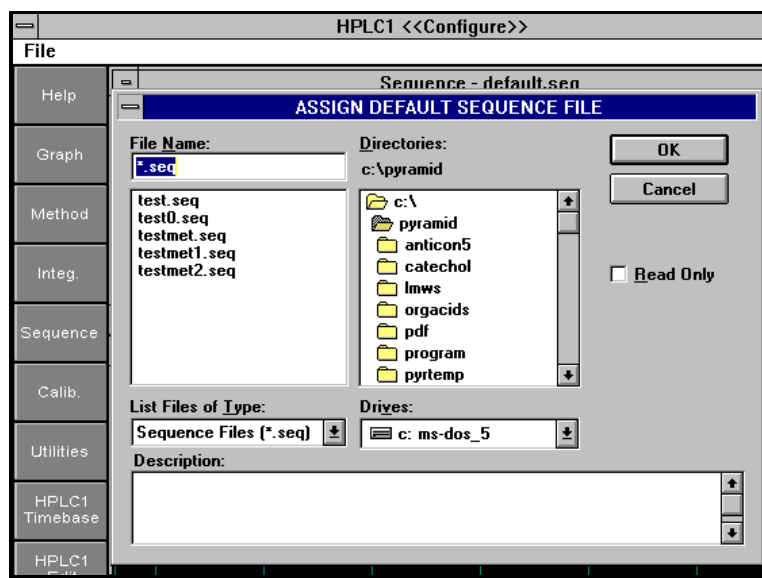 HPLC1 <<Configure>>
File
Help
Graph
Method
Integ.
Sequence
Calib.
Utilities
HPLC1
Timebase
HPLC1
Edit
Sequence - default.seq
ASSIGN DEFAULT SEQUENCE FILE
File Name:
*.seq
test.seq
test0.seq
testmet.seq
testmet1.seq
testmet2.seq
List Files of Type:
Sequence Files (*.seq)
Directories:
c:\pyramid
c:\
pyramid
anticon5
catechol
lmws
orgacids
pdf
program
pyrtemp
Drives:
c: ms-dos_5
OK
Cancel
Read Only
Description: